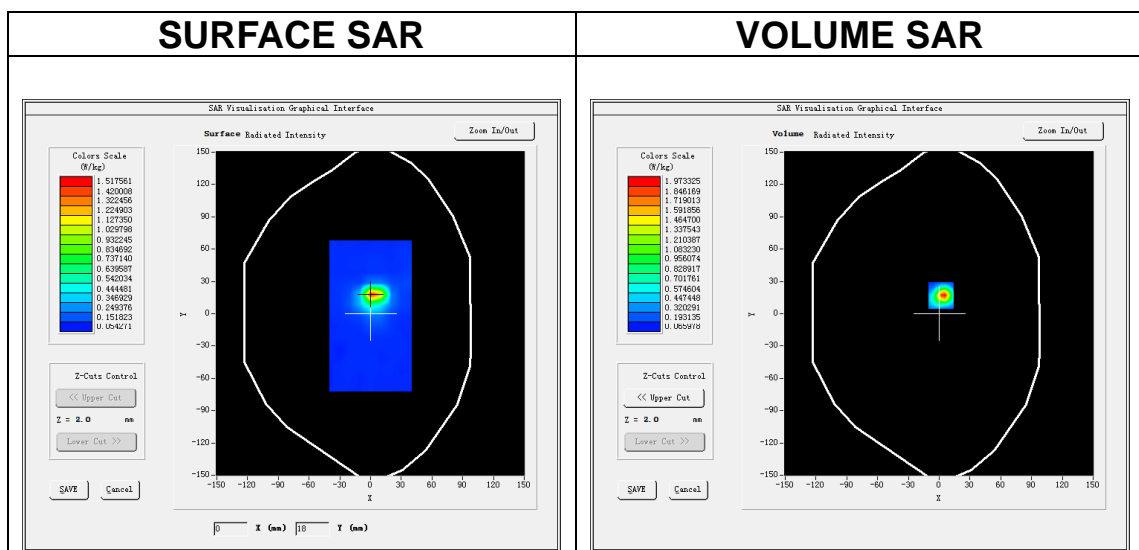 SURFACE SAR
VOLUME SAR
SAR Visualisation Graphical Interface
Surface Radiated Intensity
Zoom In/Out
Colors Scale
(W/kg)
1.517561
1.420008
1.322456
1.224903
1.127350
1.029798
0.932245
0.834692
0.737140
0.639587
0.542034
0.444481
0.346929
0.249376
0.151823
0.054271
Z-Cuts Control
<< Upper Cut
Z = 2.0 mm
Lower Cut >>
SAVE Cancel
150
120
90
60
30
0
-30
-60
-90
-120
-150
Y
-150 -120 -90 -60 -30 0 30 60 90 120 150
X
0 X (mm) 18 Y (mm)
SAR Visualisation Graphical Interface
Volume Radiated Intensity
Zoom In/Out
Colors Scale
(W/kg)
1.973325
1.846169
1.719013
1.591856
1.464700
1.337543
1.210387
1.083230
0.956074
0.828917
0.701761
0.574604
0.447448
0.320291
0.193135
0.065978
Z-Cuts Control
<< Upper Cut
Z = 2.0 mm
Lower Cut >>
SAVE Cancel
150
120
90
60
30
0
-30
-60
-90
-120
-150
Y
-150 -120 -90 -60 -30 0 30 60 90 120 150
X